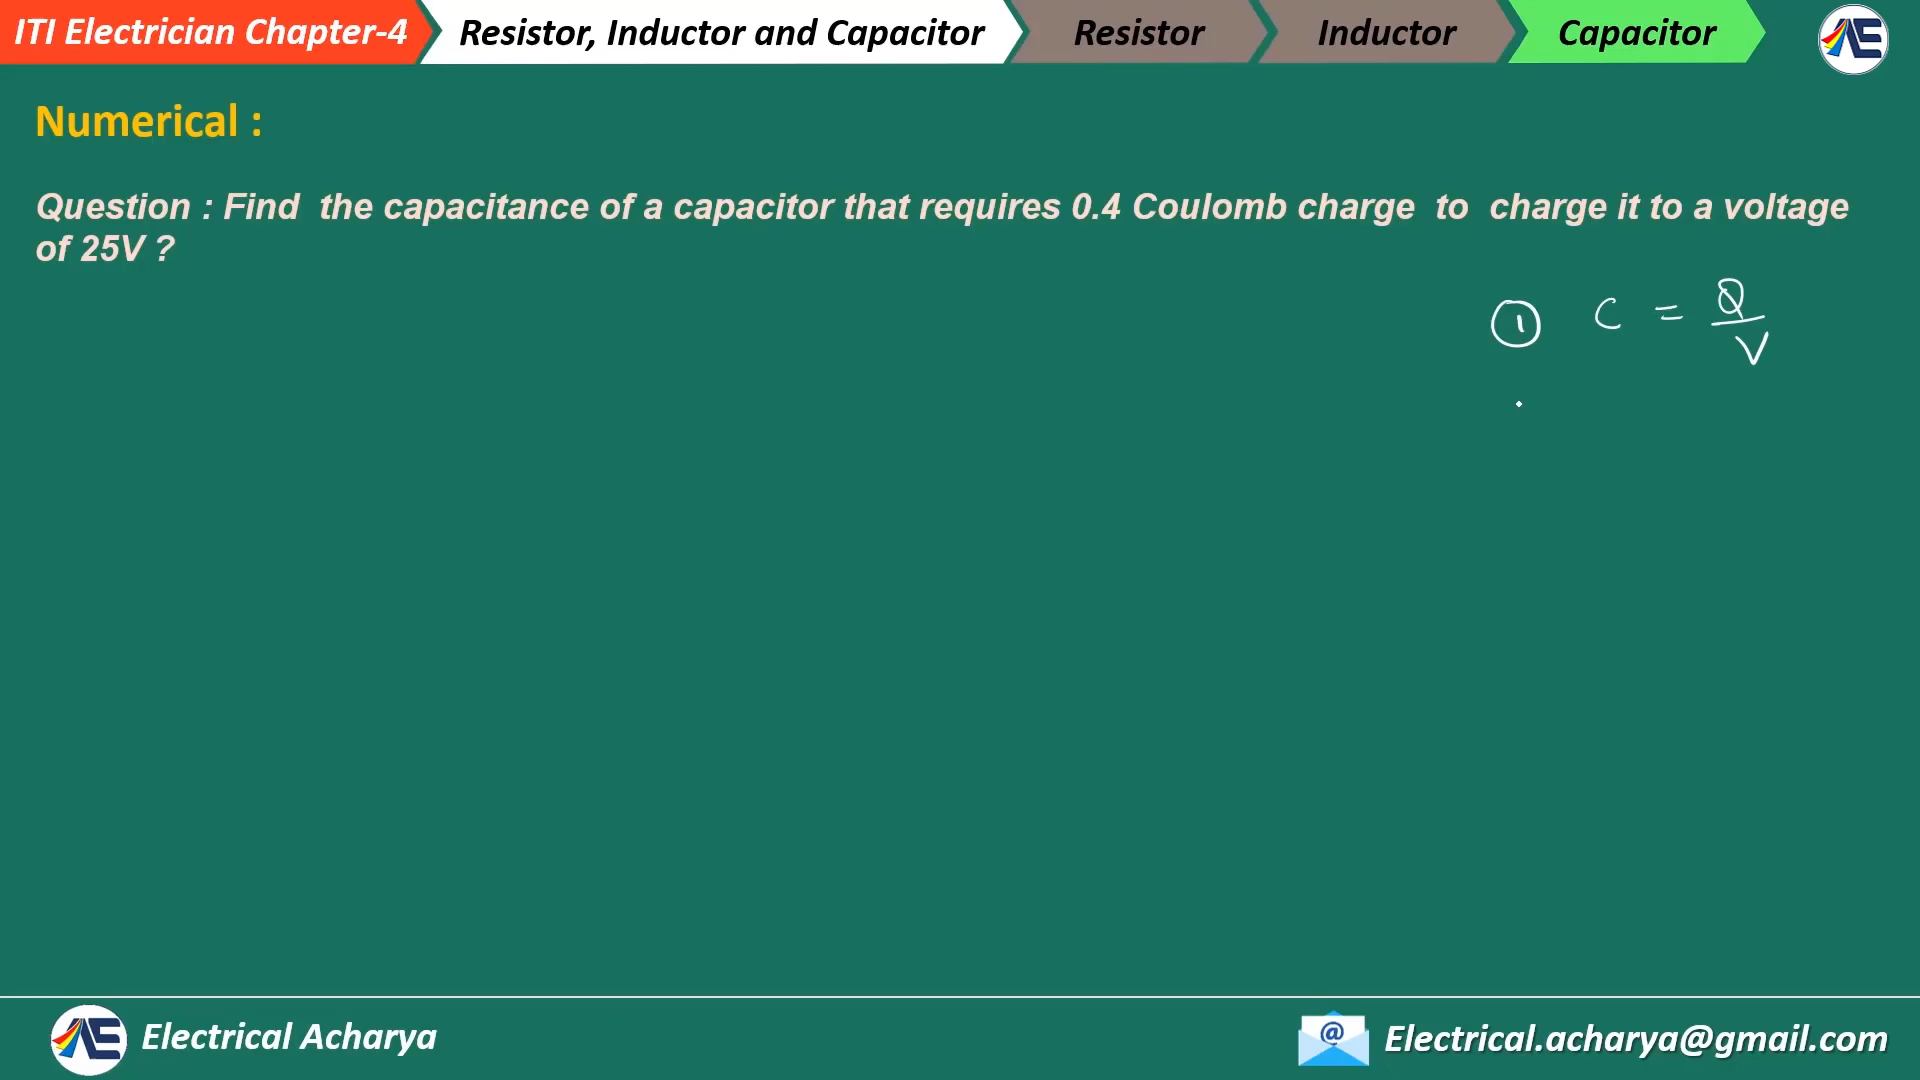 ITI Electrician Chapter-4
Resistor, Inductor and Capacitor
Resistor
Inductor
Capacitor
Numerical :
Question : Find the capacitance of a capacitor that requires 0.4 Coulomb charge to charge it to a voltage
of 25V ?
① C = Q/V
Electrical Acharya
@
Electrical.acharya@gmail.com